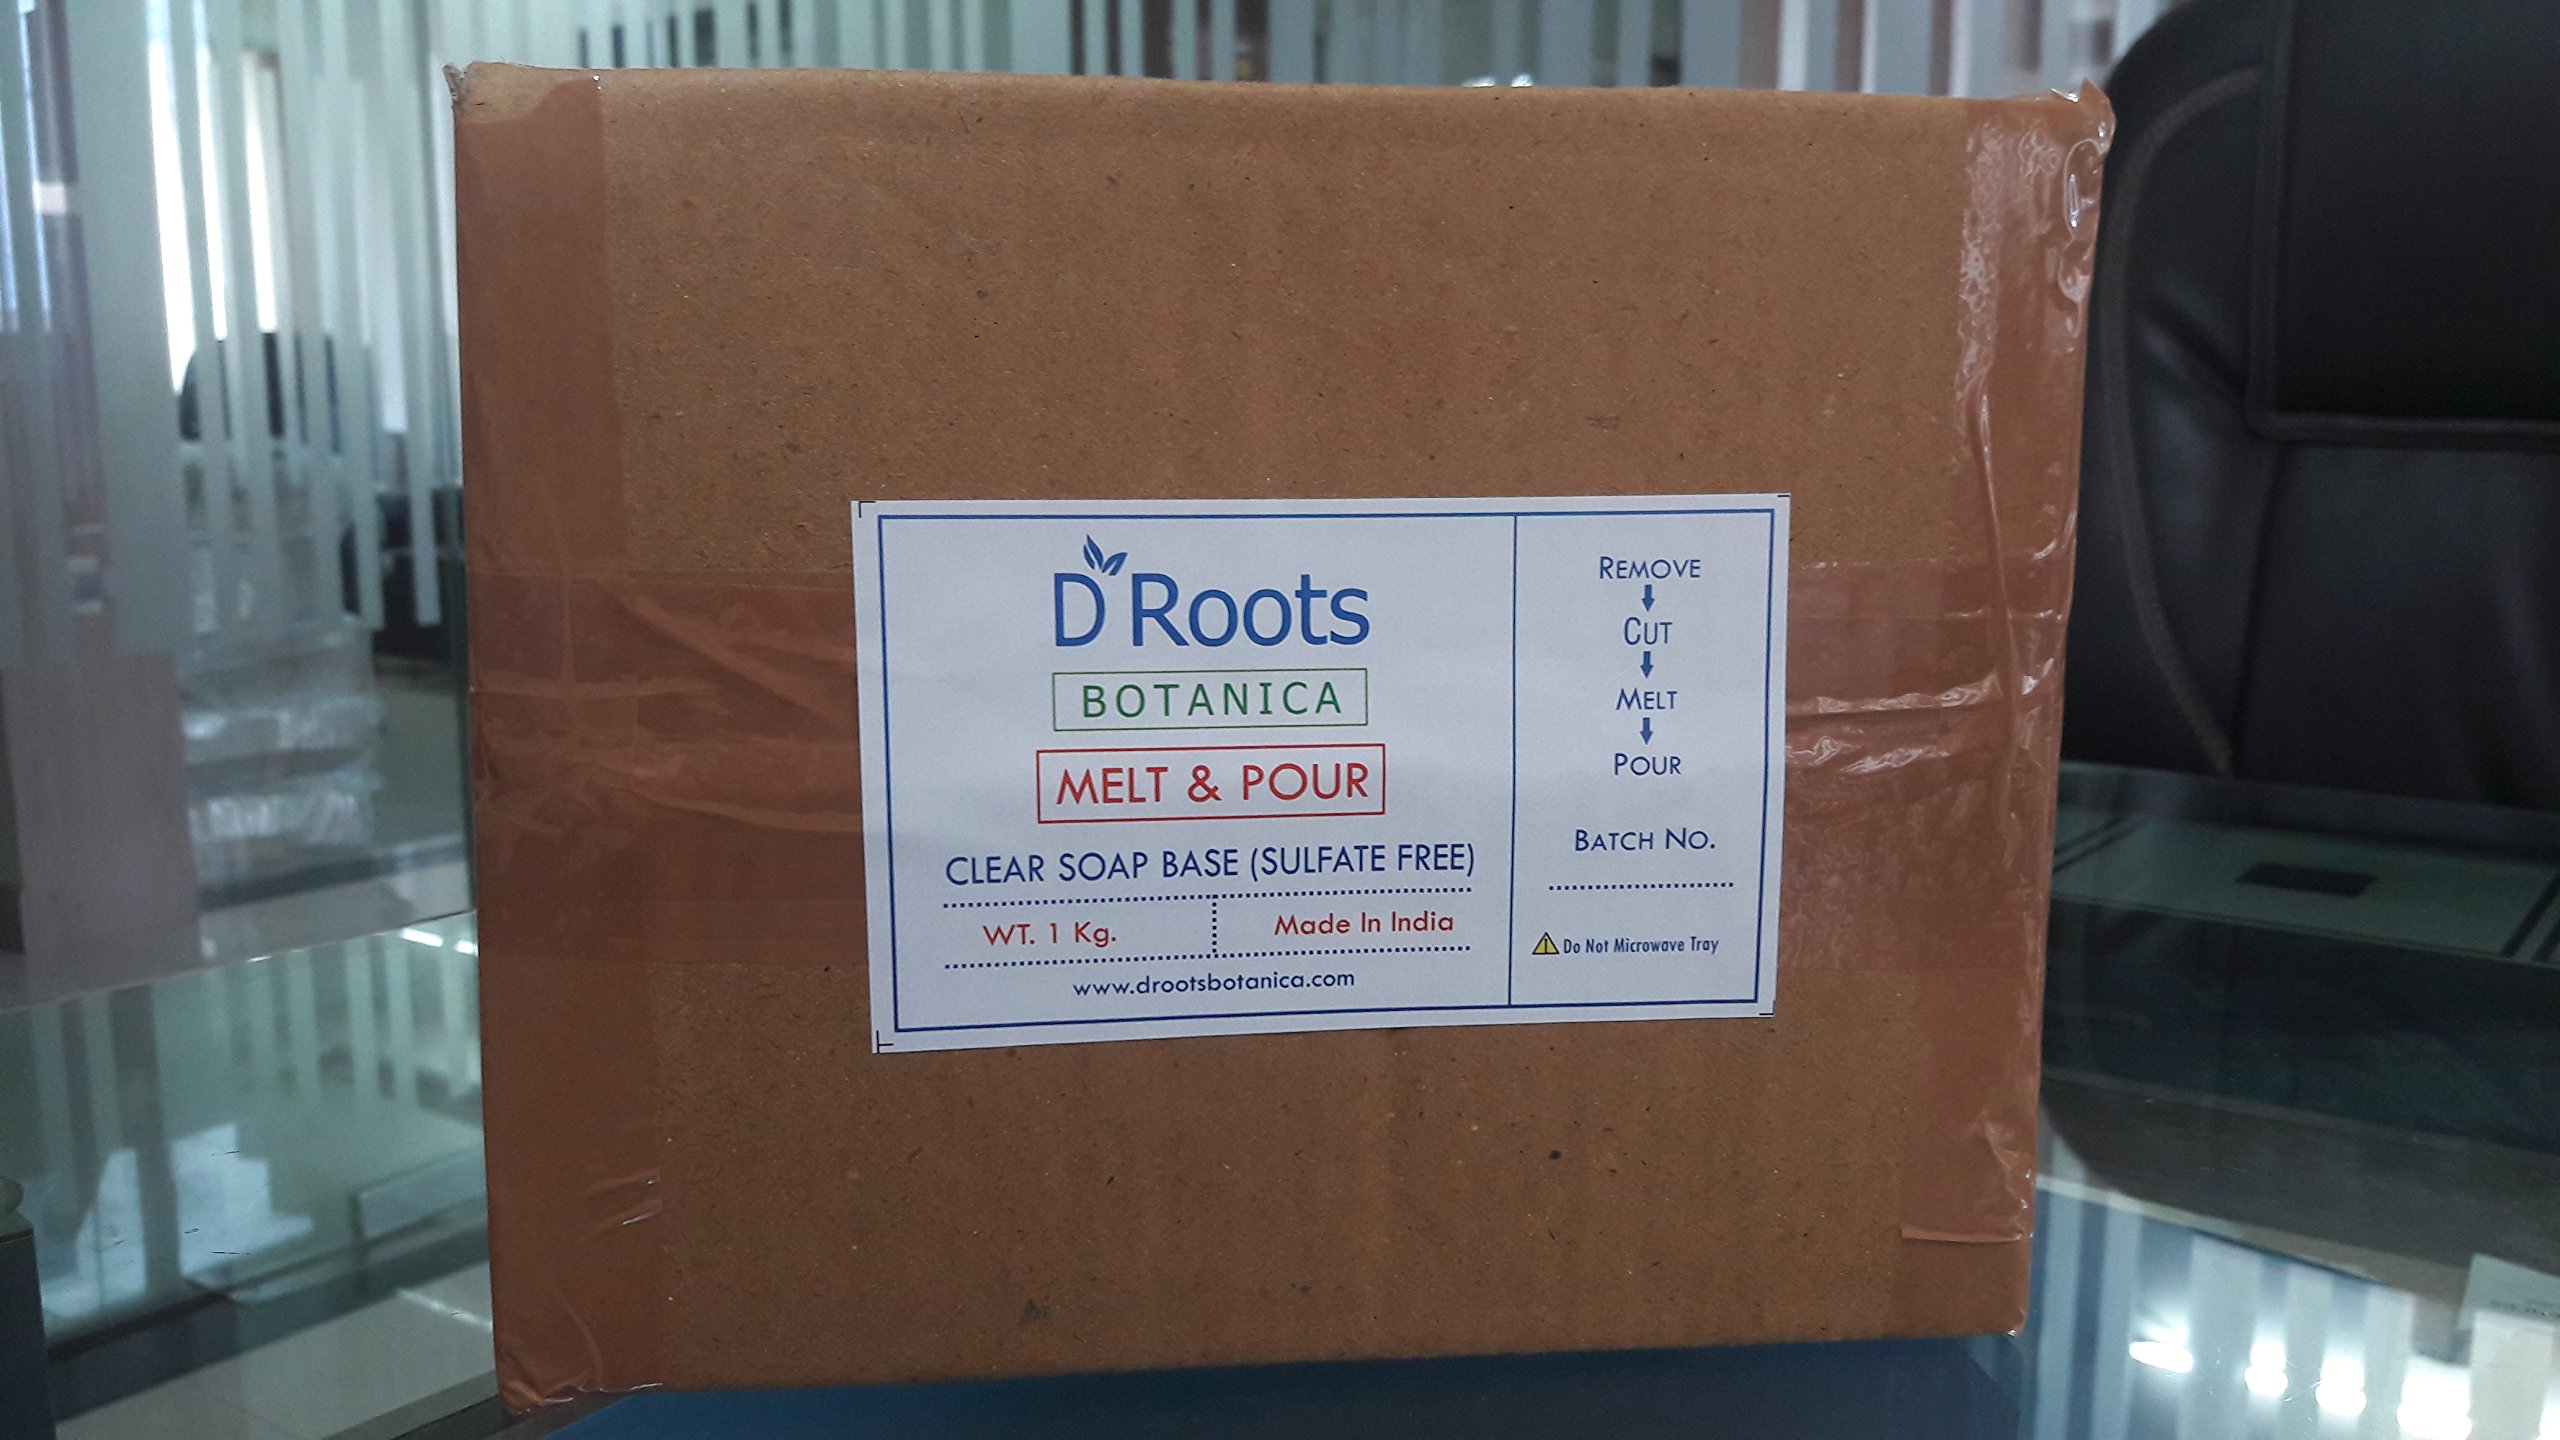 D'Roots
BOTANICA
MELT & POUR
CLEAR SOAP BASE (SULFATE FREE)
WT. 1 Kg.
Made In India
www.drootsbotanica.com
REMOVE
CUT
MELT
POUR
BATCH NO.
Do Not Microwave Tray